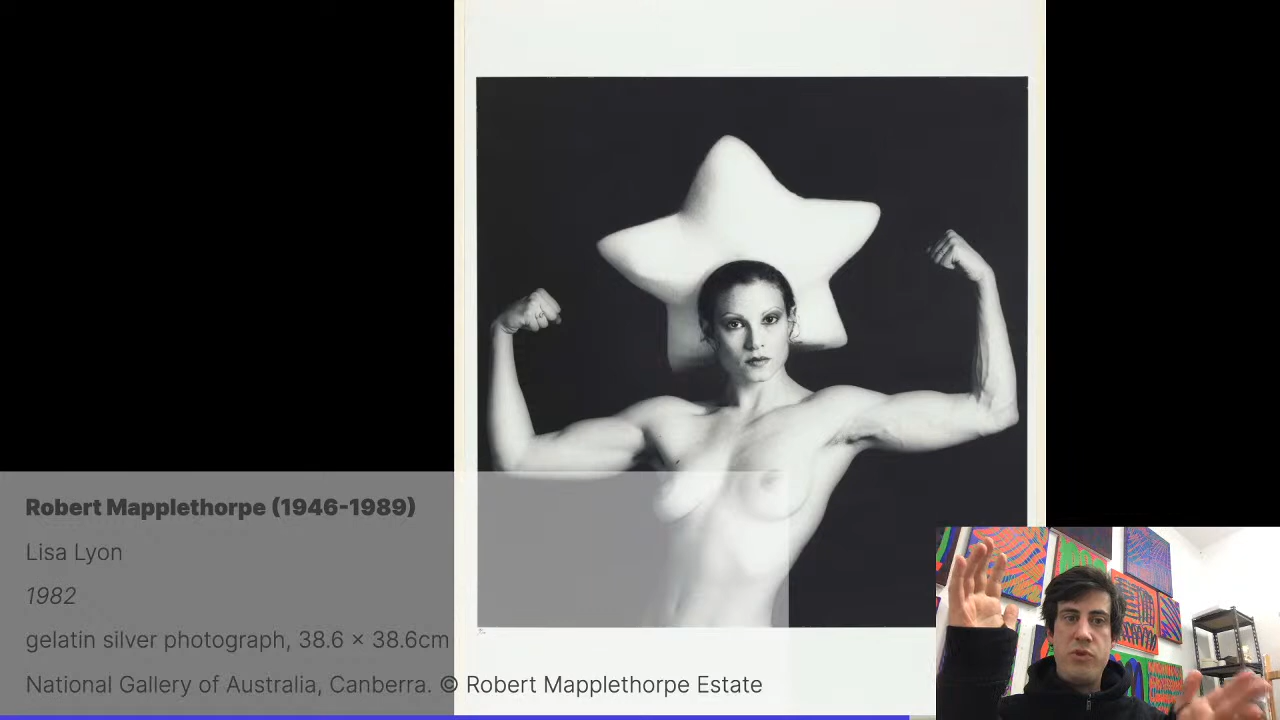 Robert Mapplethorpe (1946-1989)
Lisa Lyon
1982
gelatin silver photograph, 38.6 × 38.6cm
National Gallery of Australia, Canberra. © Robert Mapplethorpe Estate